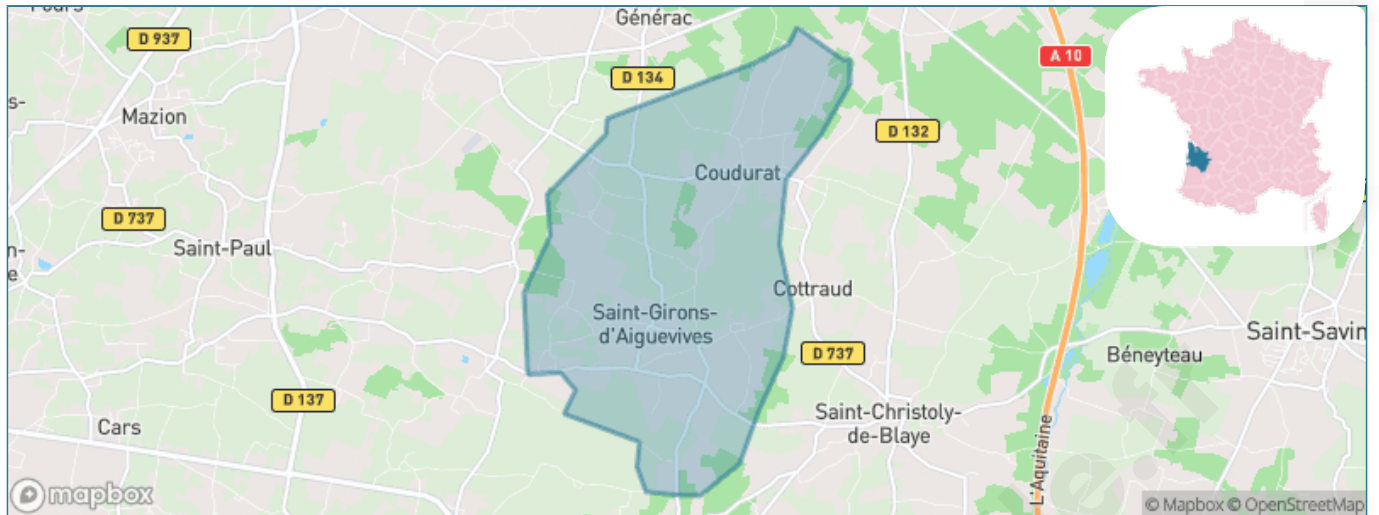 Générac
D 937
A 10
D 134
s-
Mazion
D 132
Coudurat
D 737
Saint-Paul
n-
e
Cottraud
Saint-Girons-
d'Aiguevives
Saint-Savin
D 737
Béneyteau
D 137
Saint-Christoly-
de-Blaye
Cars
L'Aquitaine
mapbox
© Mapbox © OpenStreetMap